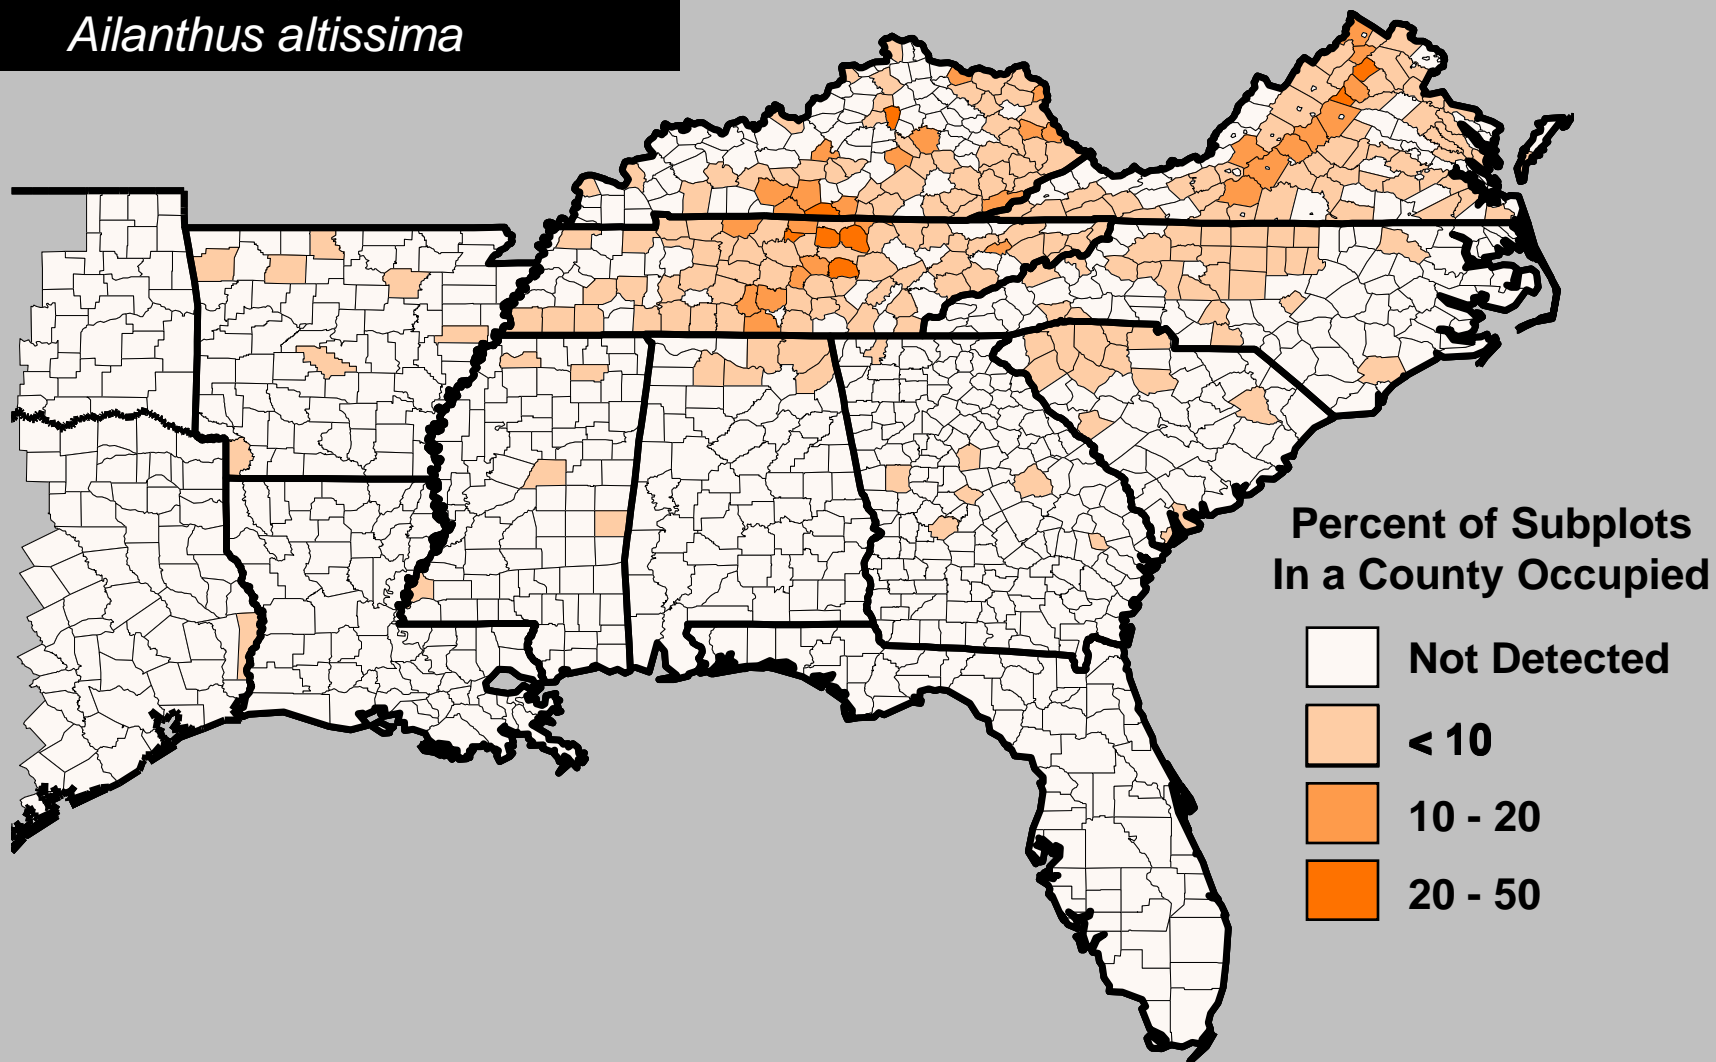 Ailanthus altissima
Percent of Subplots
In a County Occupied
Not Detected
< 10
10 - 20
20 - 50